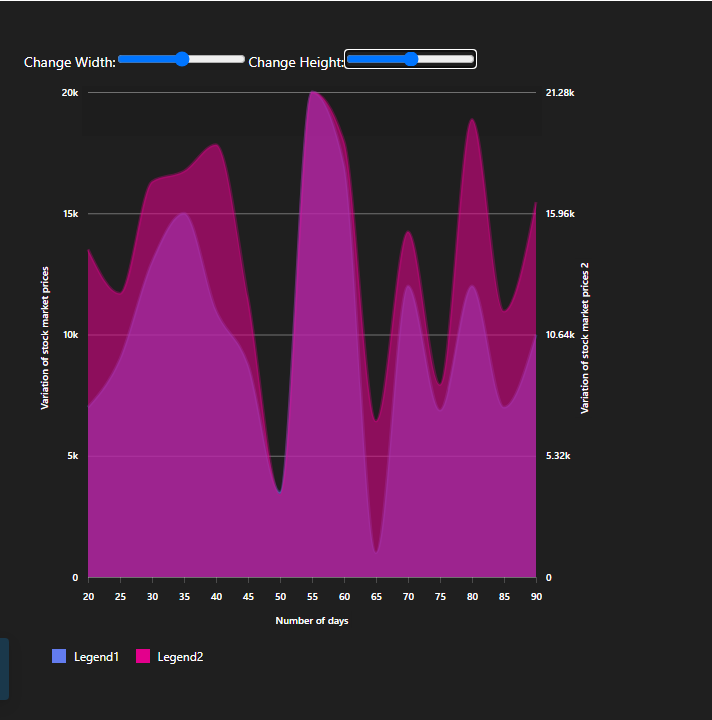 Change Width: Change Height:
20k 21.28k
15k 15.96k
Variation of stock market prices
Variation of stock market prices 2
10k 10.64k
5k 5.32k
0 0
20 25 30 35 40 45 50 55 60 65 70 75 80 85 90
Number of days
Legend1 Legend2